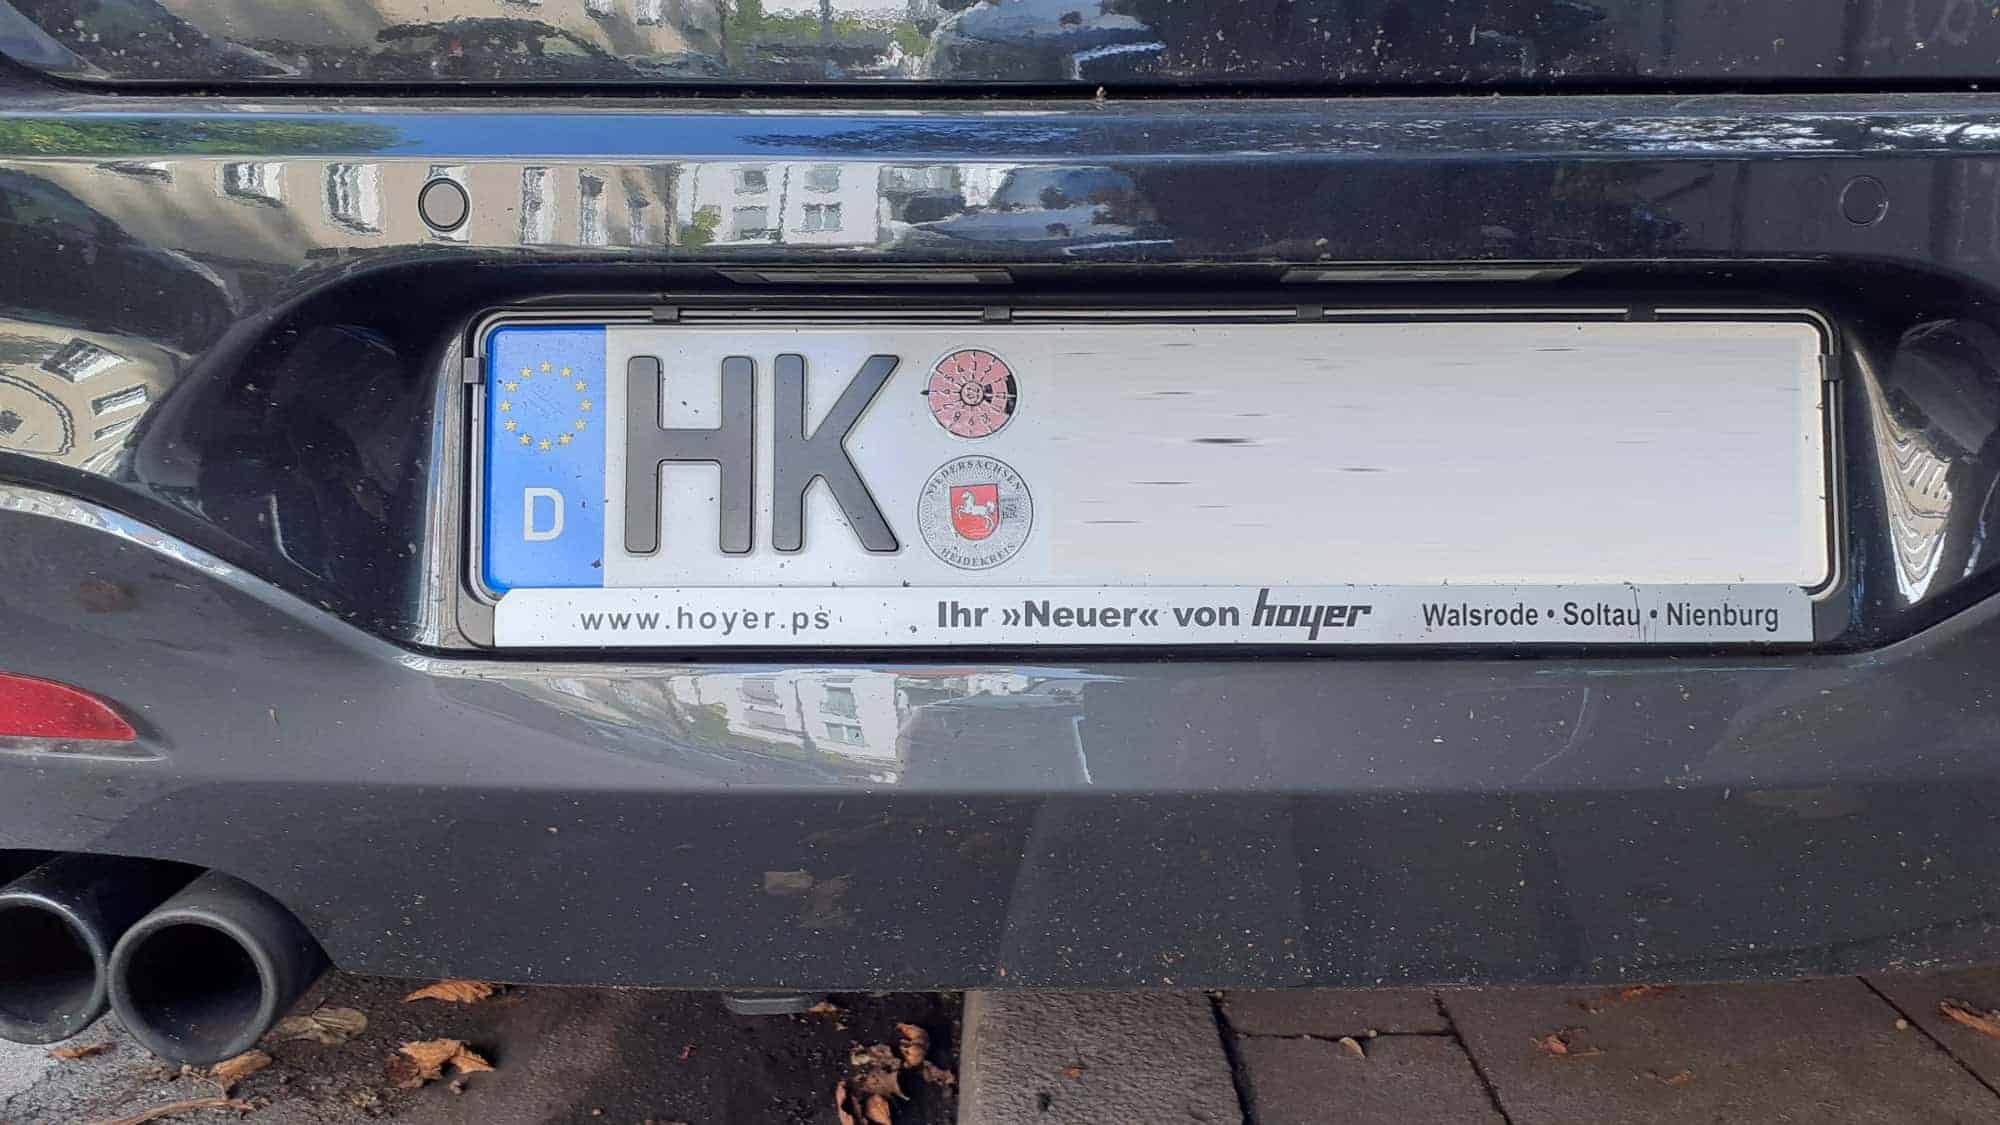 D
HK
NIEDERSACHSEN
HEIDEKREIS
www.hoyer.ps Ihr »Neuer« von hoyer Walsrode • Soltau • Nienburg